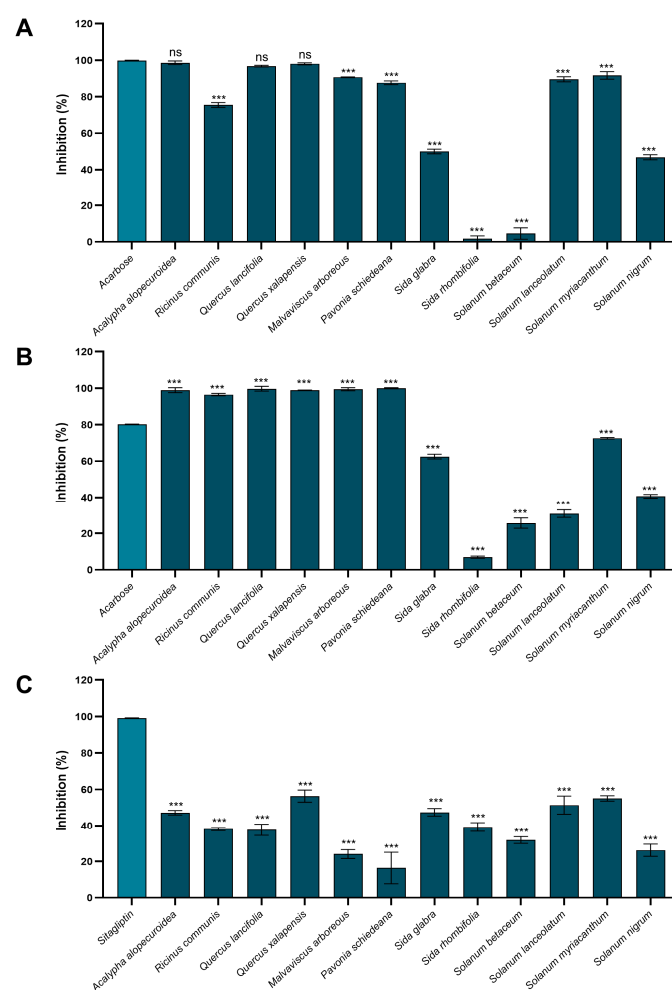 A
Inhibition (%)
120
100
80
60
40
20
0
ns
***
ns
ns
***
***
***
***
***
***
***
***
Acarbose
Acalypha alopecuroidea
Ricinus communis
Quercus lancifolia
Quercus xalapensis
Malvaviscus arboreous
Pavonia schiedeana
Sida glabra
Sida rhombifolia
Solanum betaceum
Solanum lanceolatum
Solanum myriacanthum
Solanum nigrum
B
Inhibition (%)
120
100
80
60
40
20
0
***
***
***
***
***
***
***
***
***
***
***
***
Acarbose
Acalypha alopecuroidea
Ricinus communis
Quercus lancifolia
Quercus xalapensis
Malvaviscus arboreous
Pavonia schiedeana
Sida glabra
Sida rhombifolia
Solanum betaceum
Solanum lanceolatum
Solanum myriacanthum
Solanum nigrum
C
Inhibition (%)
120
100
80
60
40
20
0
***
***
***
***
***
***
***
***
***
***
***
***
Sitagliptin
Acalypha alopecuroidea
Ricinus communis
Quercus lancifolia
Quercus xalapensis
Malvaviscus arboreous
Pavonia schiedeana
Sida glabra
Sida rhombifolia
Solanum betaceum
Solanum lanceolatum
Solanum myriacanthum
Solanum nigrum